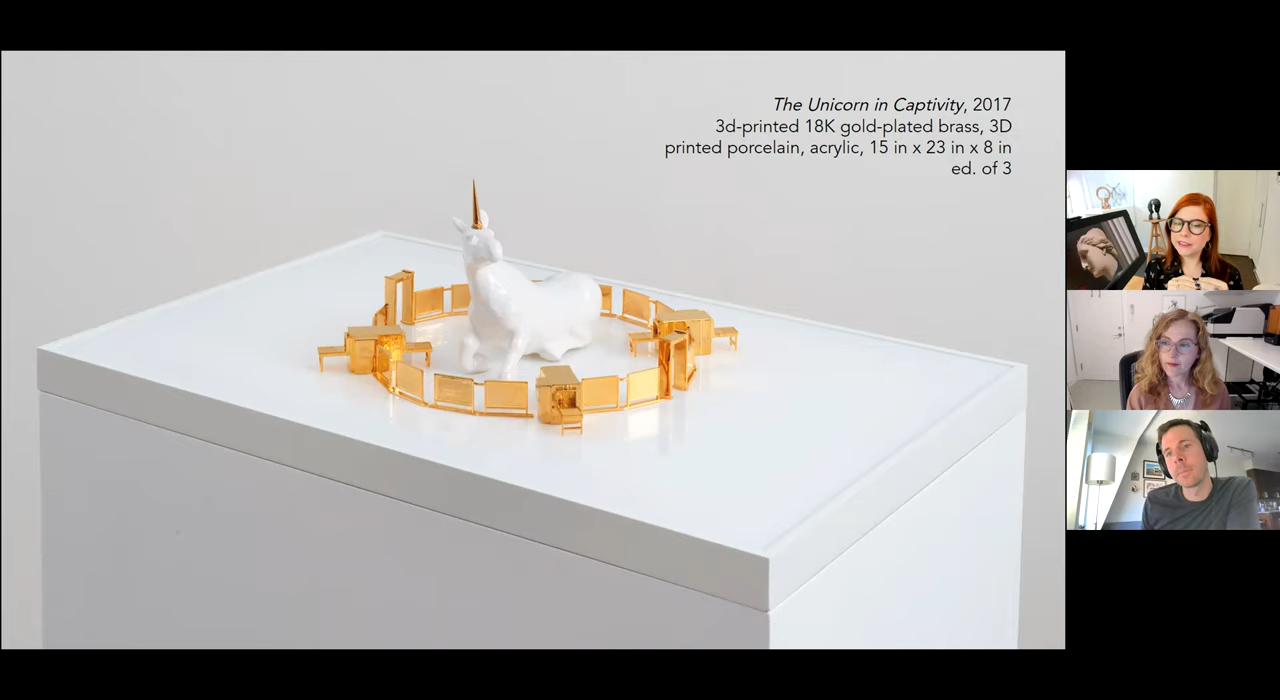 The Unicorn in Captivity, 2017
3d-printed 18K gold-plated brass, 3D
printed porcelain, acrylic, 15 in x 23 in x 8 in
ed. of 3